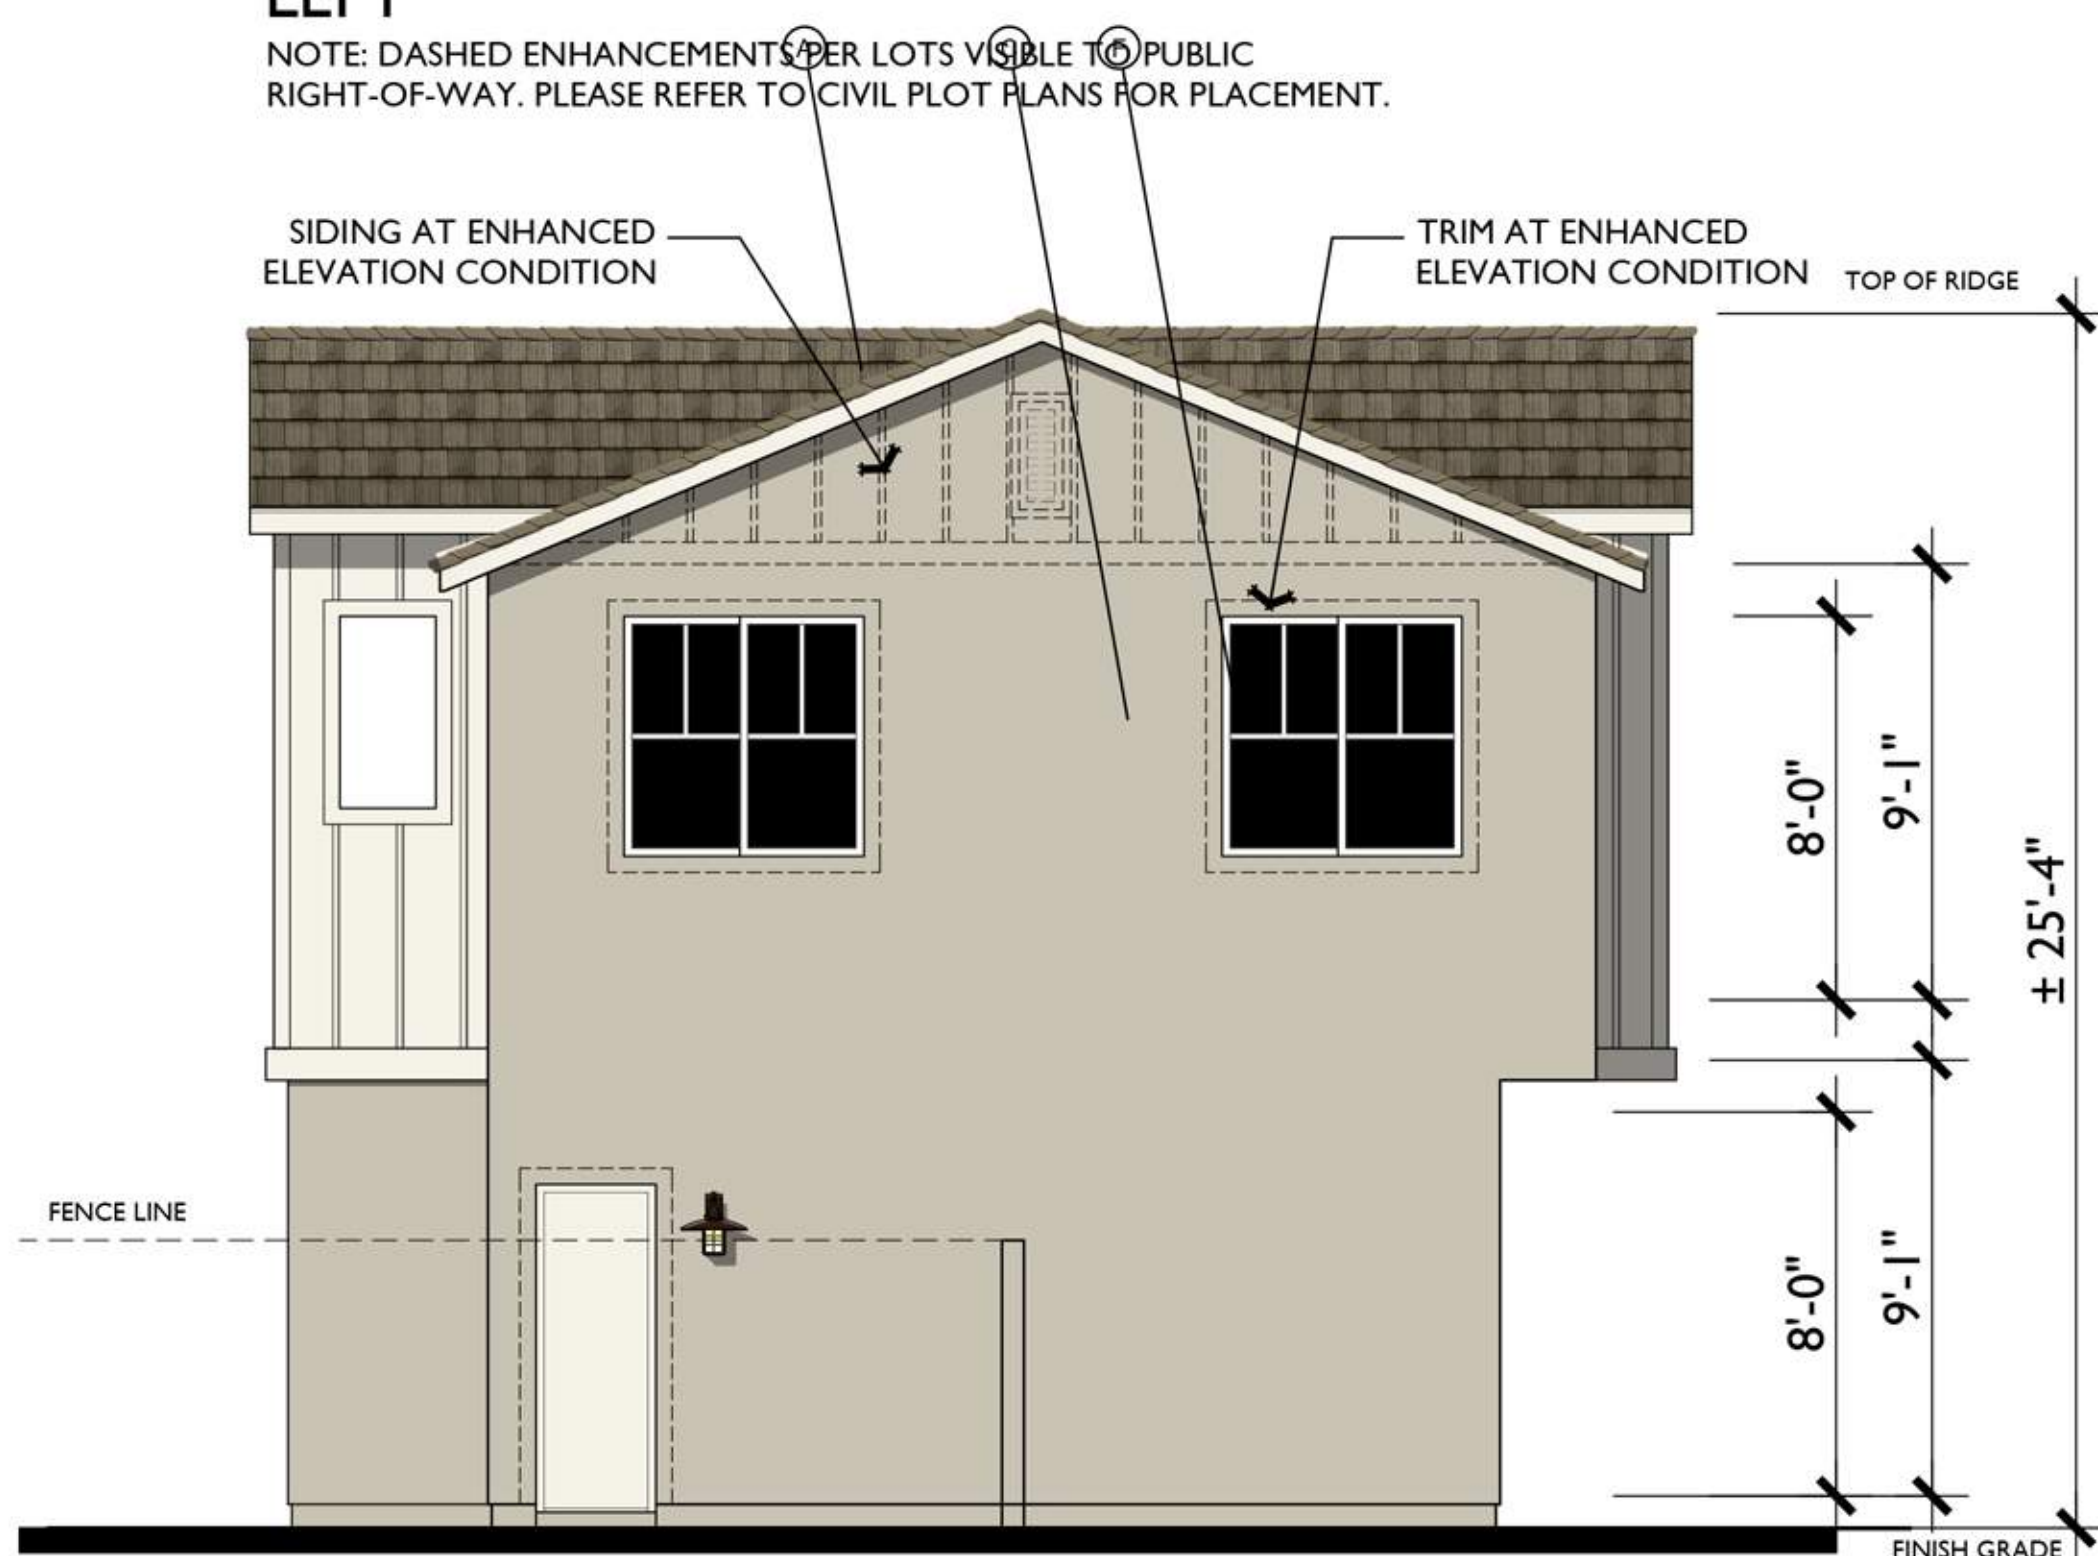 LEFT
NOTE: DASHED ENHANCEMENTS PER LOTS VISIBLE TO PUBLIC
RIGHT-OF-WAY. PLEASE REFER TO CIVIL PLOT PLANS FOR PLACEMENT.
A
C
F
SIDING AT ENHANCED
ELEVATION CONDITION
TRIM AT ENHANCED
ELEVATION CONDITION
TOP OF RIDGE
8'-0"
9'-1"
± 25'-4"
FENCE LINE
8'-0"
9'-1"
FINISH GRADE